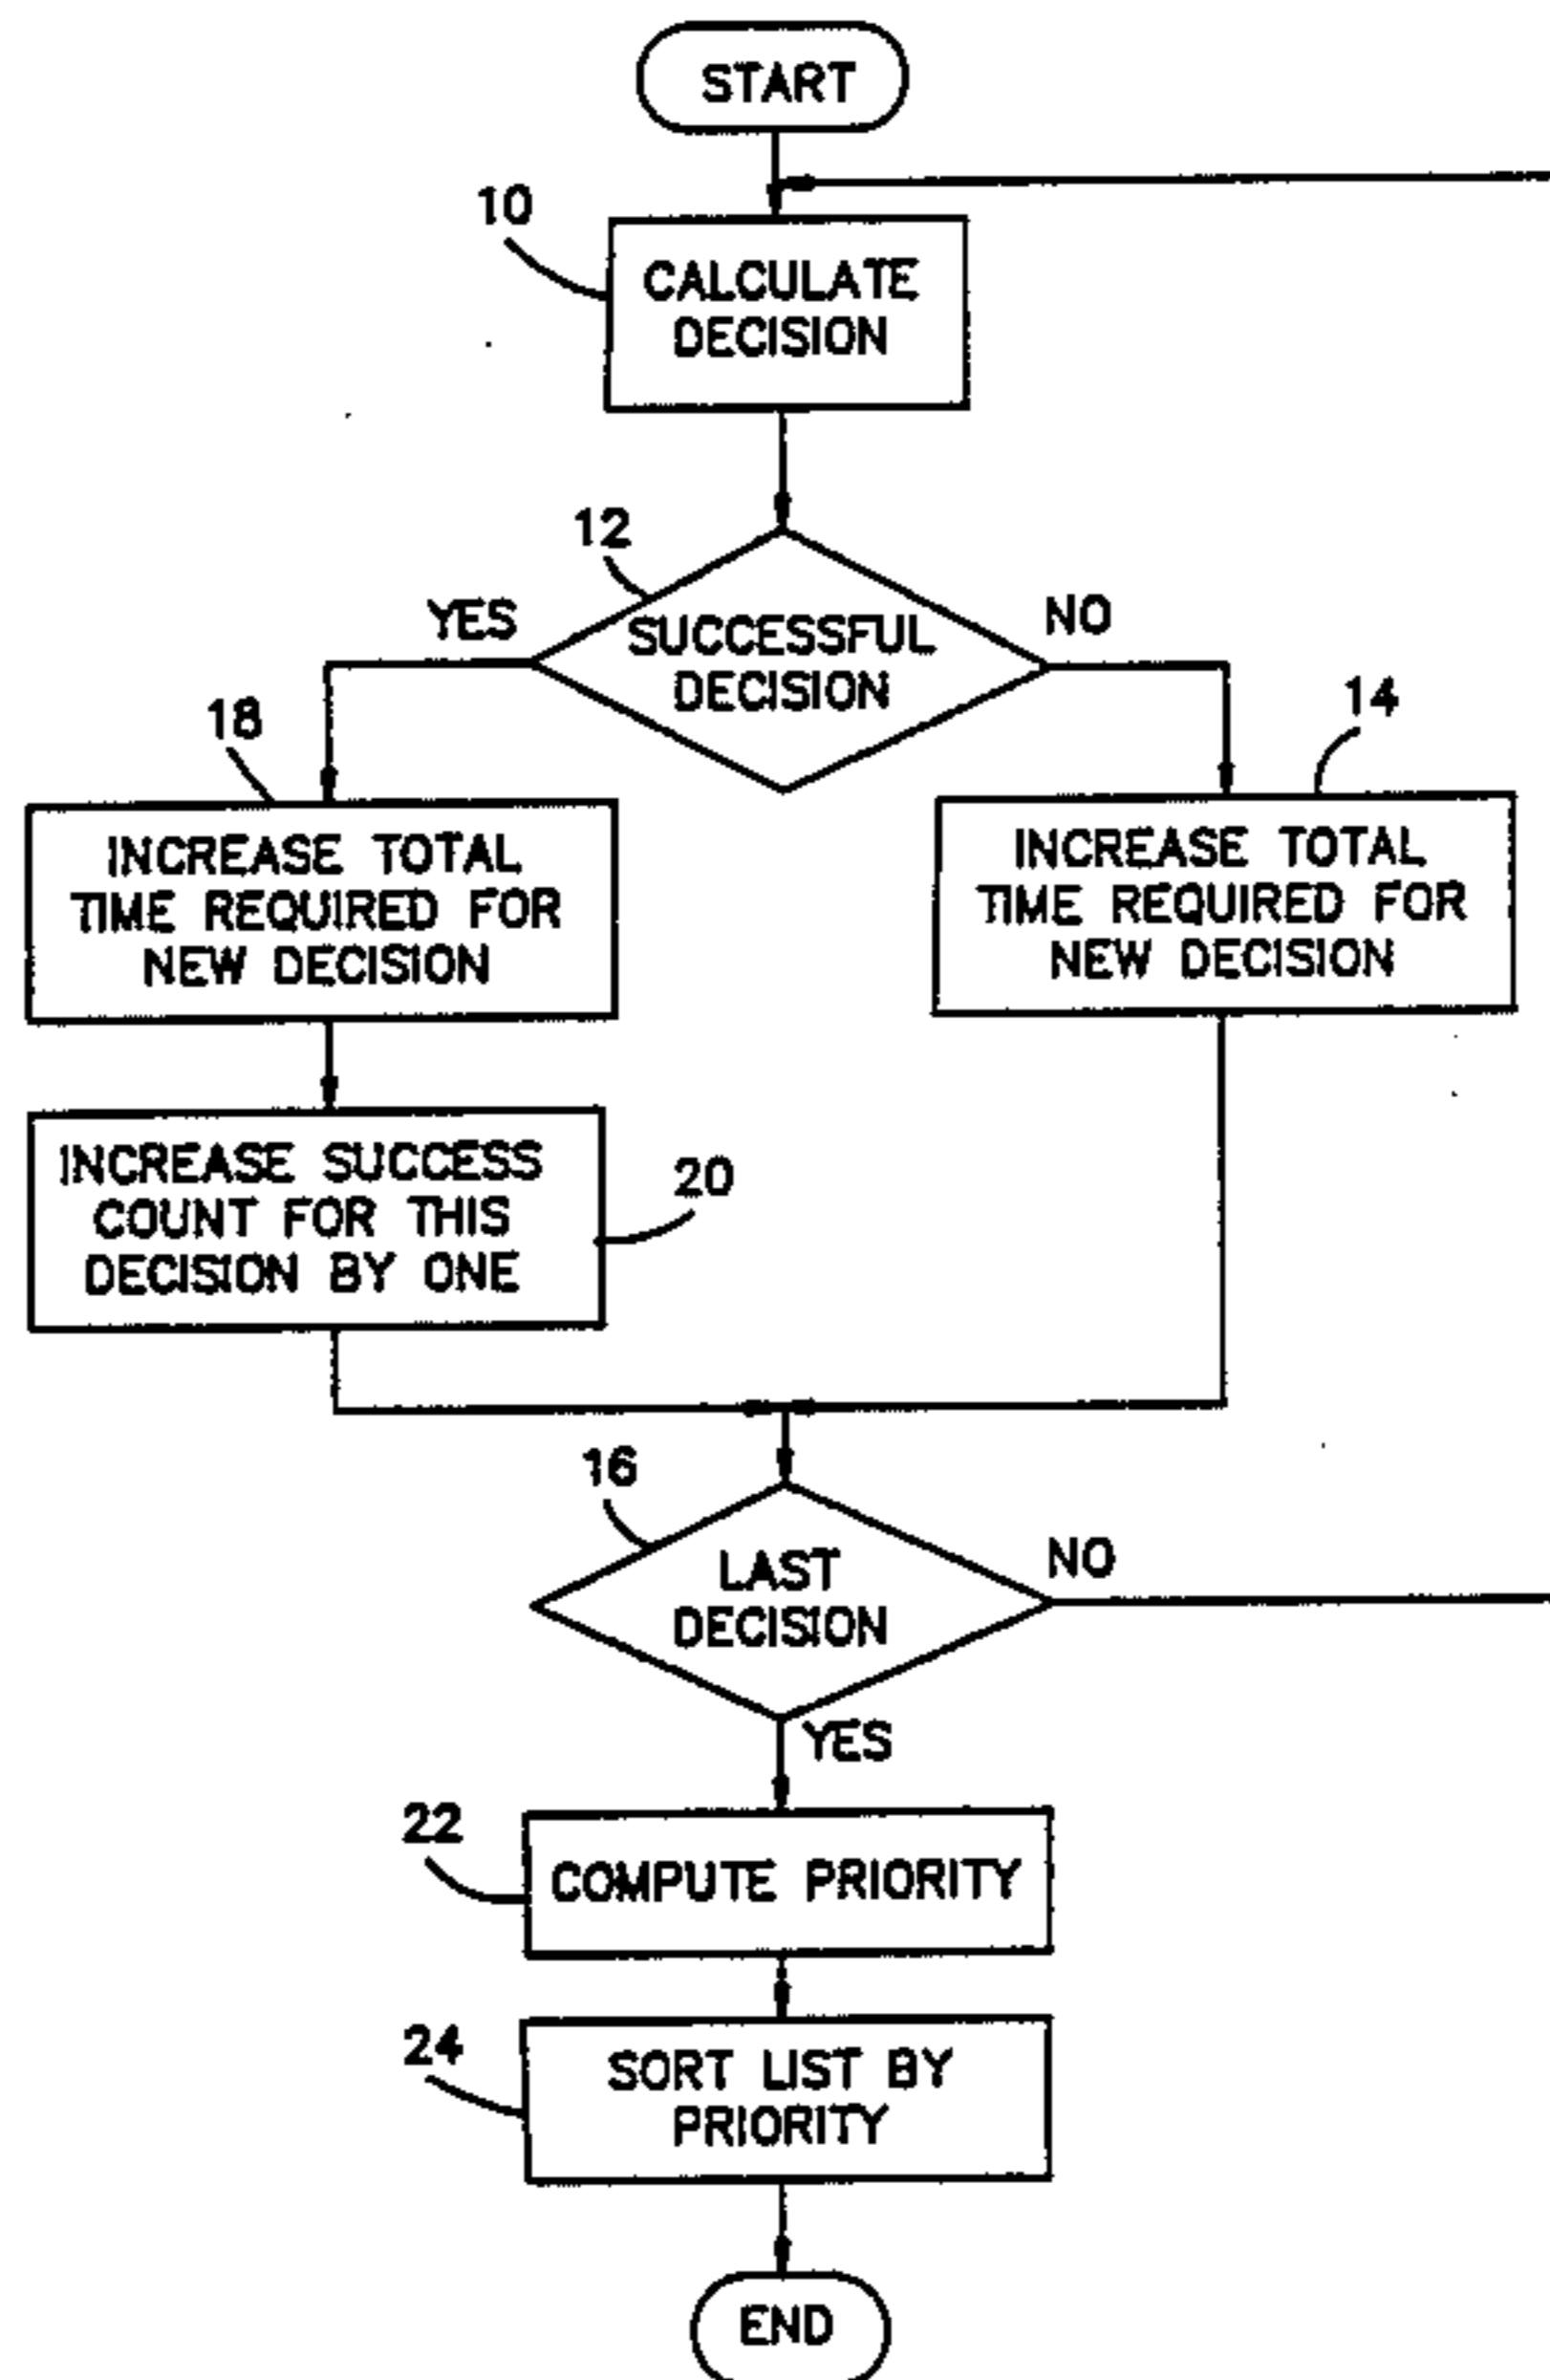 START
10
CALCULATE
DECISION
12
YES
SUCCESSFUL
DECISION
NO
18
14
INCREASE TOTAL
TIME REQUIRED FOR
NEW DECISION
INCREASE TOTAL
TIME REQUIRED FOR
NEW DECISION
INCREASE SUCCESS
COUNT FOR THIS
DECISION BY ONE
20
16
LAST
DECISION
NO
YES
22
COMPUTE PRIORITY
24
SORT LIST BY
PRIORITY
END